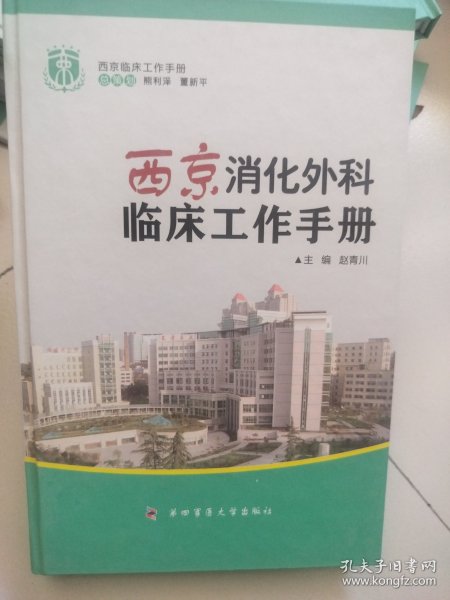 西京临床工作手册
总策划 熊利泽 董新平
西京消化外科
临床工作手册
▲主 编 赵青川
第四军医大学出版社
孔夫子旧书网
www.kongfz.com